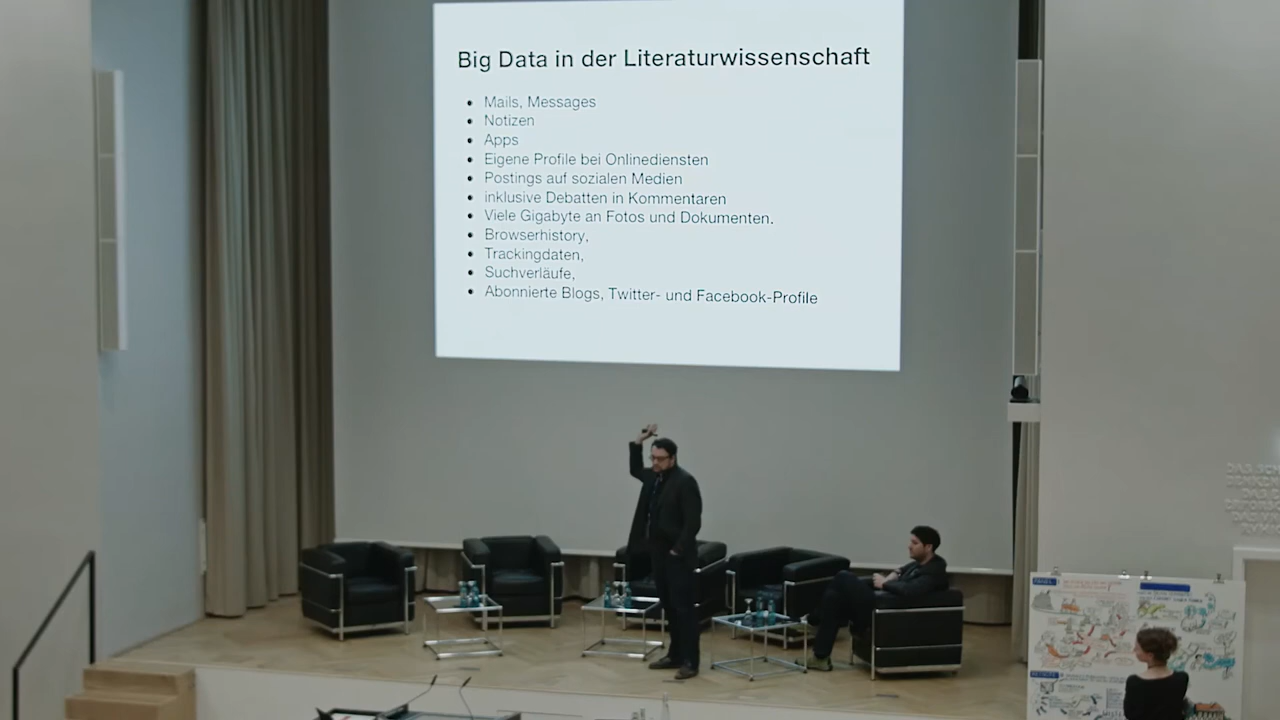 Big Data in der Literaturwissenschaft
Mails, Messages
Notizen
Apps
Eigene Profile bei Onlinediensten
Postings auf sozialen Medien
inklusive Debatten in Kommentaren
Viele Gigabyte an Fotos und Dokumenten.
Browserhistory,
Trackingdaten,
Suchverläufe,
Abonnierte Blogs, Twitter- und Facebook-Profile